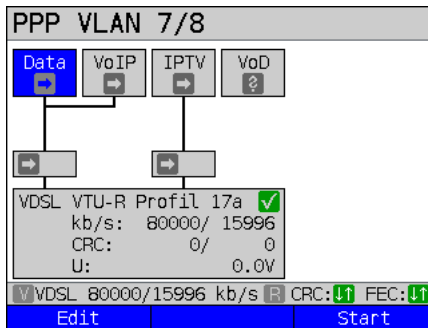 PPP VLAN 7/8
Data VoIP IPTV VoD
?
VDSL VTU-R Profil 17a
kb/s: 80000/ 15996
CRC: 0/ 0
U: 0.0V
V VDSL 80000/15996 kb/s R CRC: FEC:
Edit Start